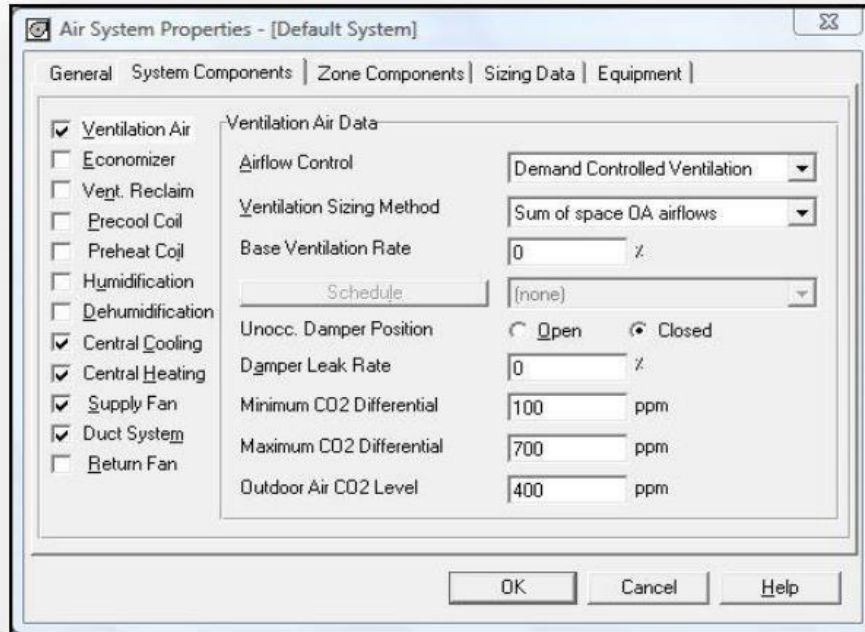 Air System Properties - [Default System]
General System Components Zone Components Sizing Data Equipment
Ventilation Air
Economizer
Vent. Reclaim
Precool Coil
Preheat Coil
Humidification
Dehumidification
Central Cooling
Central Heating
Supply Fan
Duct System
Return Fan
Ventilation Air Data
Airflow Control Demand Controlled Ventilation
Ventilation Sizing Method Sum of space OA airflows
Base Ventilation Rate 0 %
Schedule (none)
Unocc. Damper Position Open Closed
Damper Leak Rate 0 %
Minimum CO2 Differential 100 ppm
Maximum CO2 Differential 700 ppm
Outdoor Air CO2 Level 400 ppm
OK Cancel Help